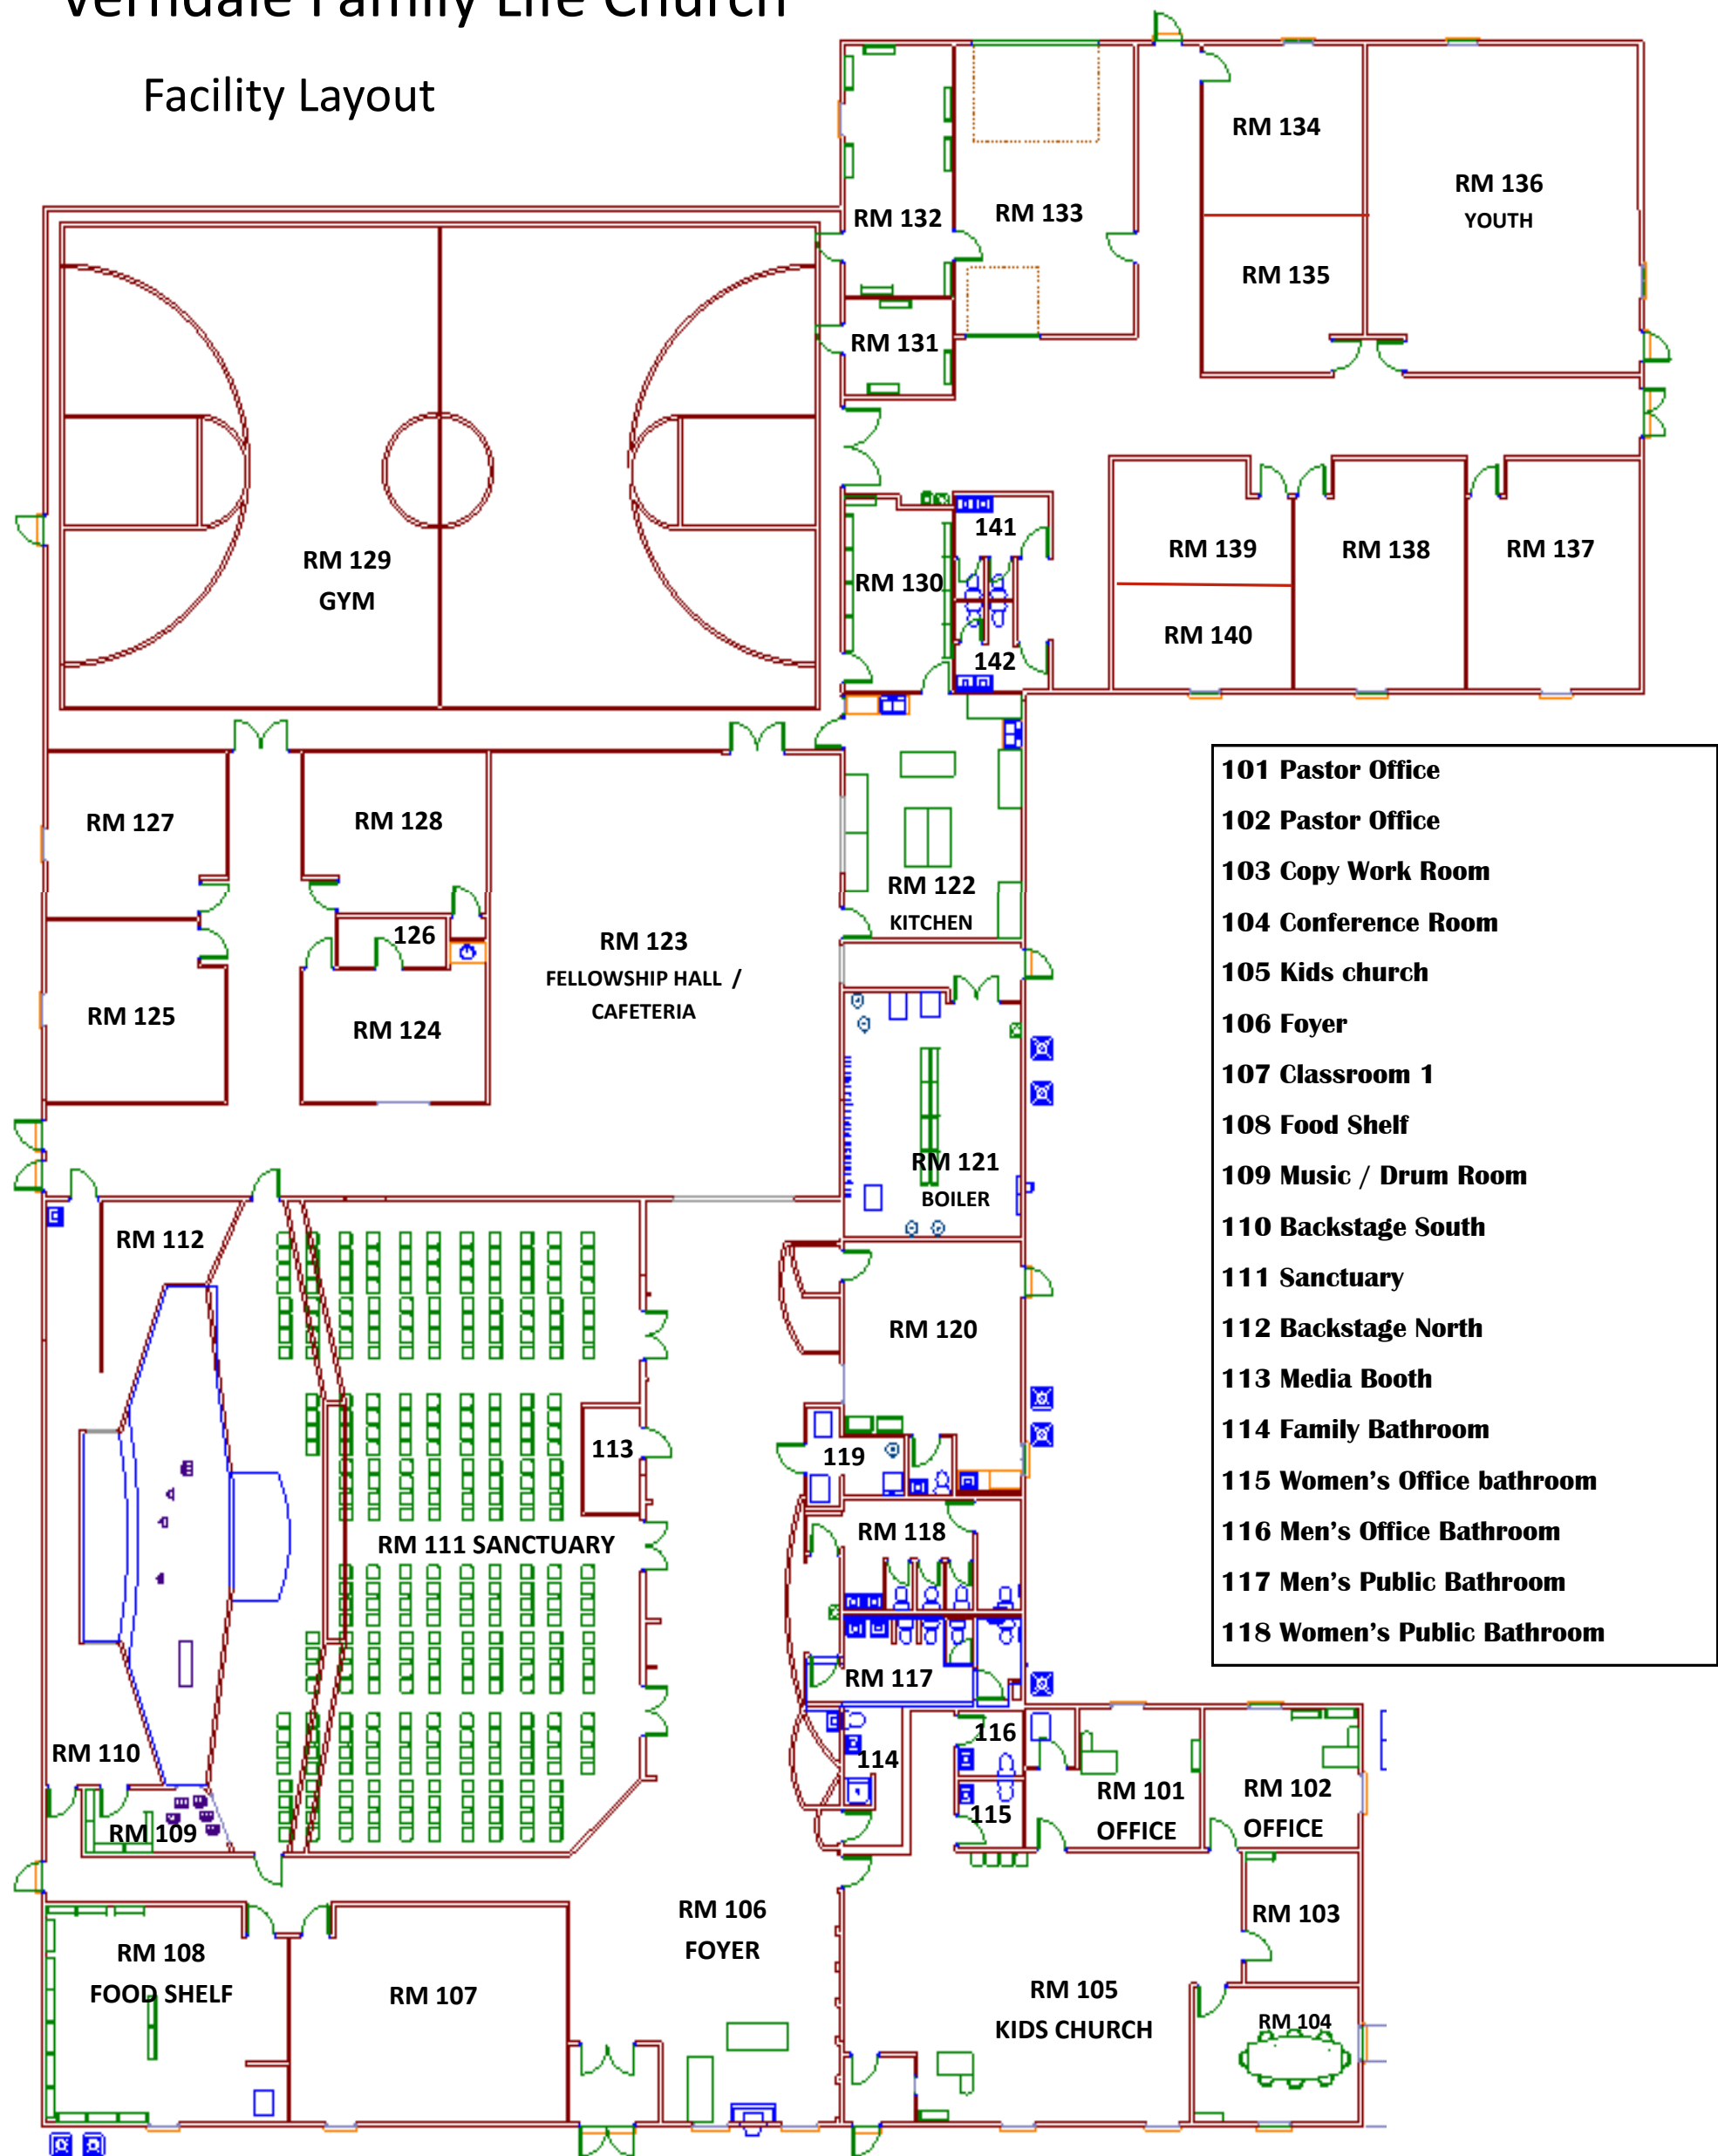 Verndale Family Life Church
Facility Layout
RM 134
RM 136
YOUTH
RM 132
RM 133
RM 135
RM 131
RM 129
GYM
RM 130
141
142
RM 139
RM 138
RM 137
RM 140
RM 127
RM 128
RM 122
KITCHEN
126
RM 123
FELLOWSHIP HALL /
CAFETERIA
RM 125
RM 124
RM 121
BOILER
RM 112
RM 120
113
119
RM 111 SANCTUARY
RM 118
RM 117
RM 110
114
116
115
RM 101
OFFICE
RM 102
OFFICE
RM 109
RM 106
FOYER
RM 103
RM 108
FOOD SHELF
RM 107
RM 105
KIDS CHURCH
RM 104
101 Pastor Office
102 Pastor Office
103 Copy Work Room
104 Conference Room
105 Kids church
106 Foyer
107 Classroom 1
108 Food Shelf
109 Music / Drum Room
110 Backstage South
111 Sanctuary
112 Backstage North
113 Media Booth
114 Family Bathroom
115 Women's Office bathroom
116 Men's Office Bathroom
117 Men's Public Bathroom
118 Women's Public Bathroom